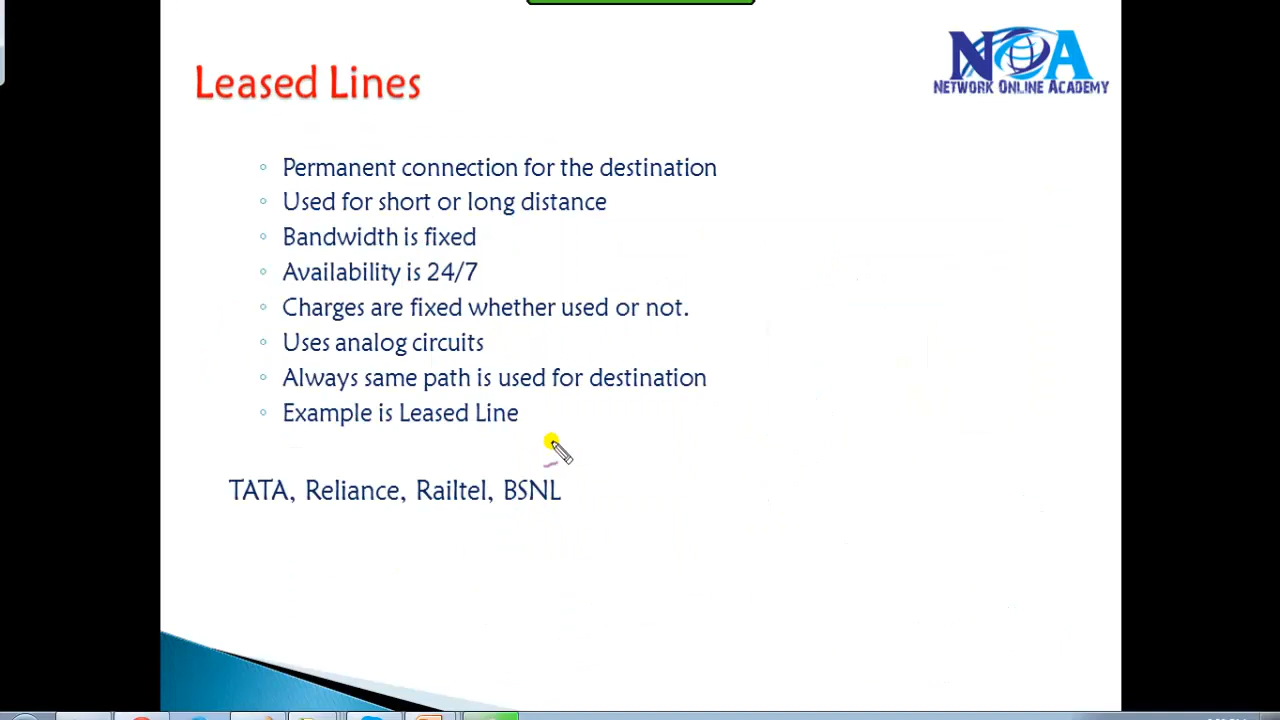 NOA
NETWORK ONLINE ACADEMY
Leased Lines
Permanent connection for the destination
Used for short or long distance
Bandwidth is fixed
Availability is 24/7
Charges are fixed whether used or not.
Uses analog circuits
Always same path is used for destination
Example is Leased Line
TATA, Reliance, Railtel, BSNL